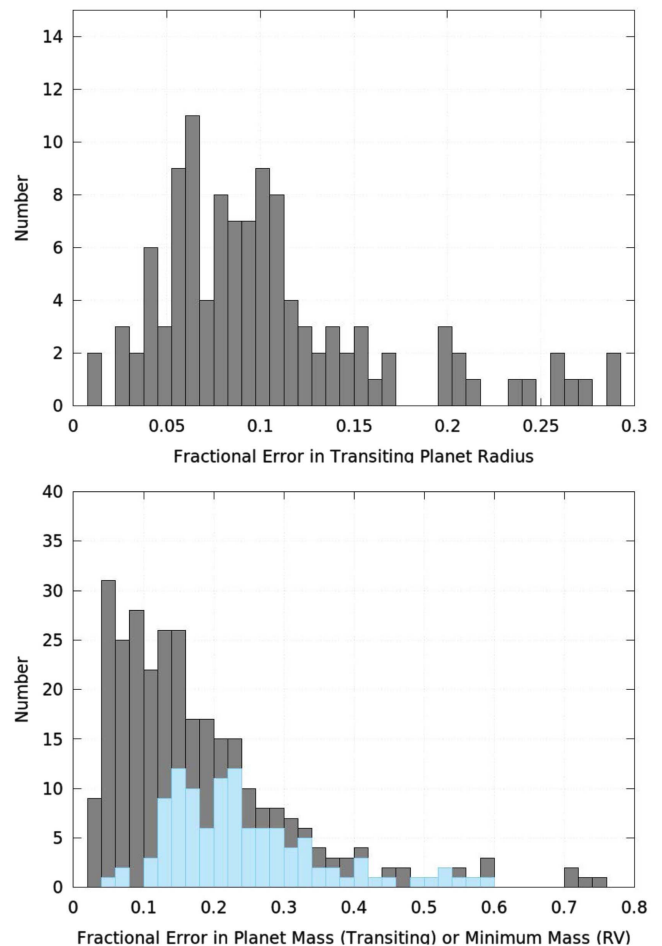 14
12
10
8
6
4
2
0
Number
0 0.05 0.1 0.15 0.2 0.25 0.3
Fractional Error in Transiting Planet Radius
40
35
30
25
20
15
10
5
0
Number
0 0.1 0.2 0.3 0.4 0.5 0.6 0.7 0.8
Fractional Error in Planet Mass (Transiting) or Minimum Mass (RV)